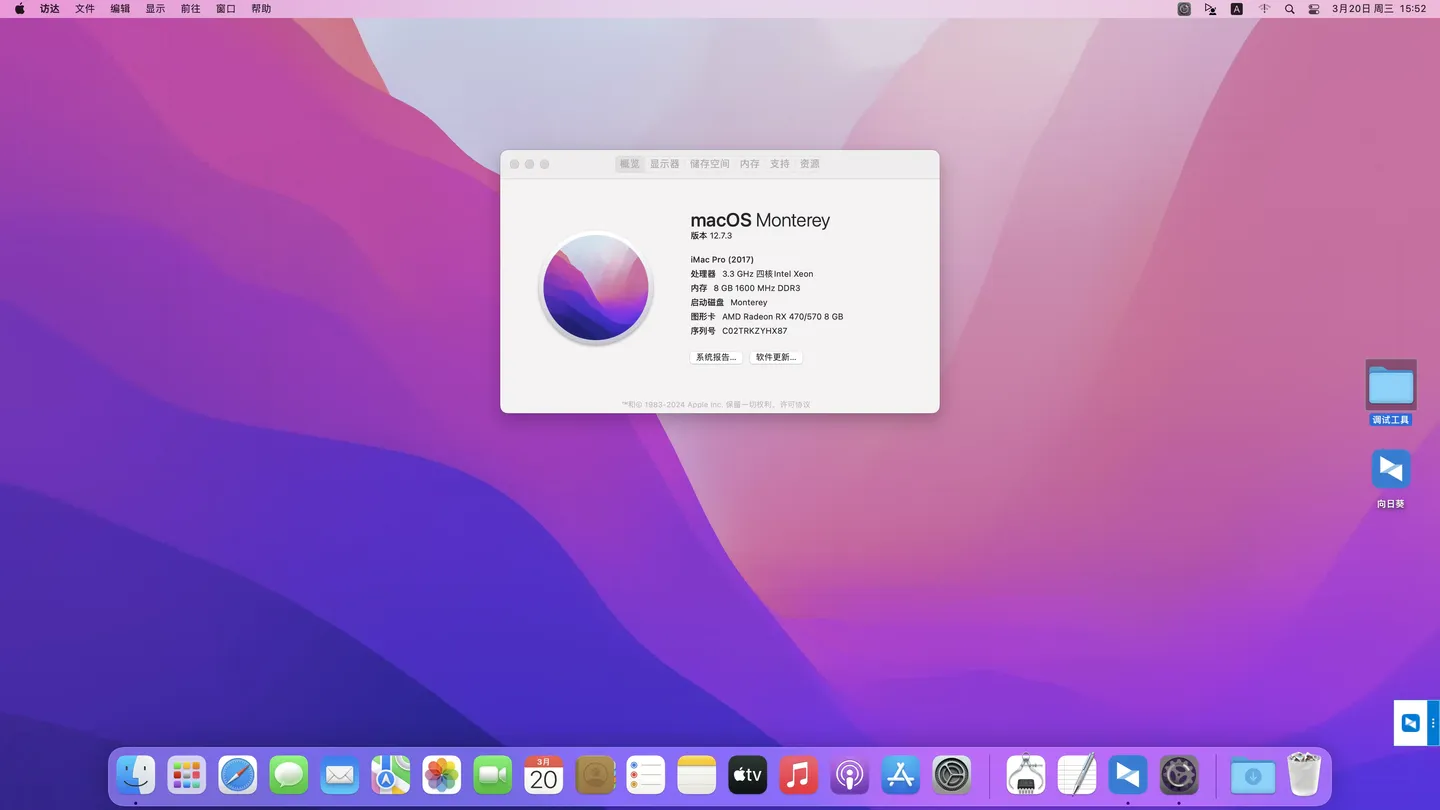 访达 文件 编辑 显示 前往 窗口 帮助 A 3月20日 周三 15:52
概览 显示器 储存空间 内存 支持 资源
macOS Monterey
版本 12.7.3
iMac Pro (2017)
处理器 3.3 GHz 四核Intel Xeon
内存 8 GB 1600 MHz DDR3
启动磁盘 Monterey
图形卡 AMD Radeon RX 470/570 8 GB
序列号 C02TRKZYHX87
系统报告... 软件更新...
™和© 1983-2024 Apple Inc. 保留一切权利。许可协议
调试工具
向日葵
3月
20
tv